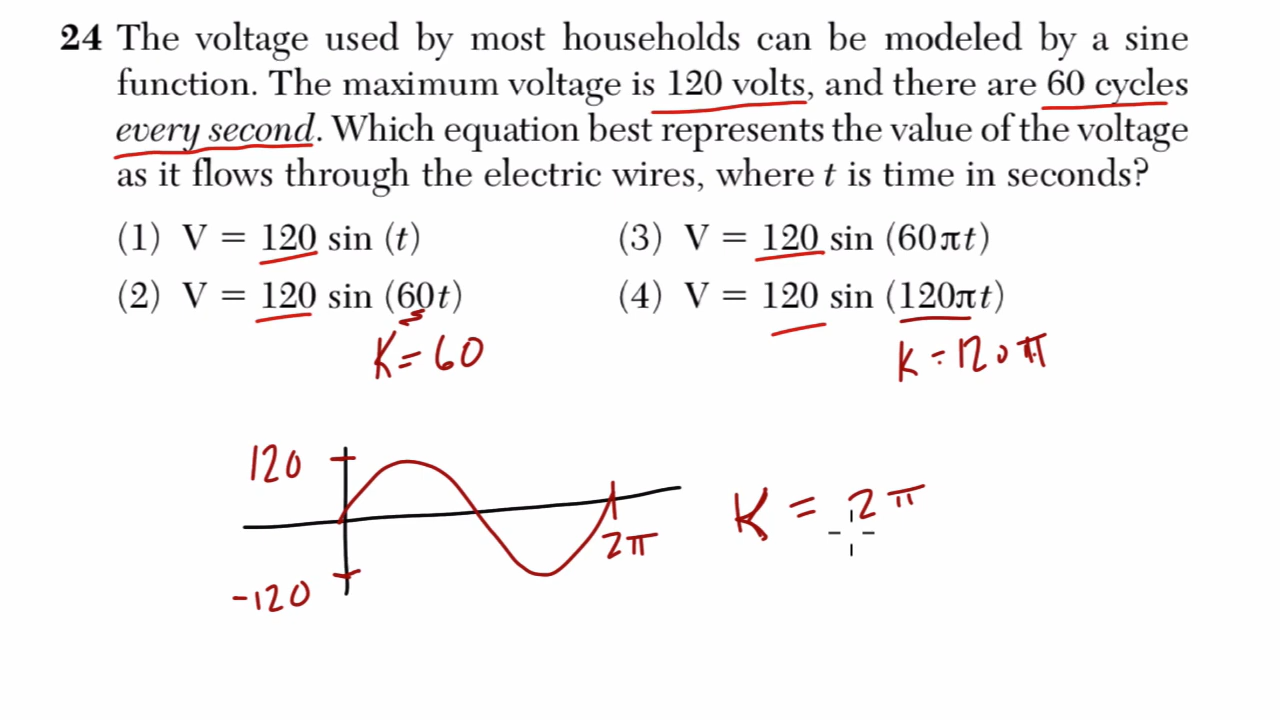 24 The voltage used by most households can be modeled by a sine
function. The maximum voltage is 120 volts, and there are 60 cycles
every second. Which equation best represents the value of the voltage
as it flows through the electric wires, where t is time in seconds?
(1) V = 120 sin (t)
(3) V = 120 sin (60πt)
(2) V = 120 sin (60t)
(4) V = 120 sin (120πt)
K = 60
K = 120π
120
K = 2π
2π
-120